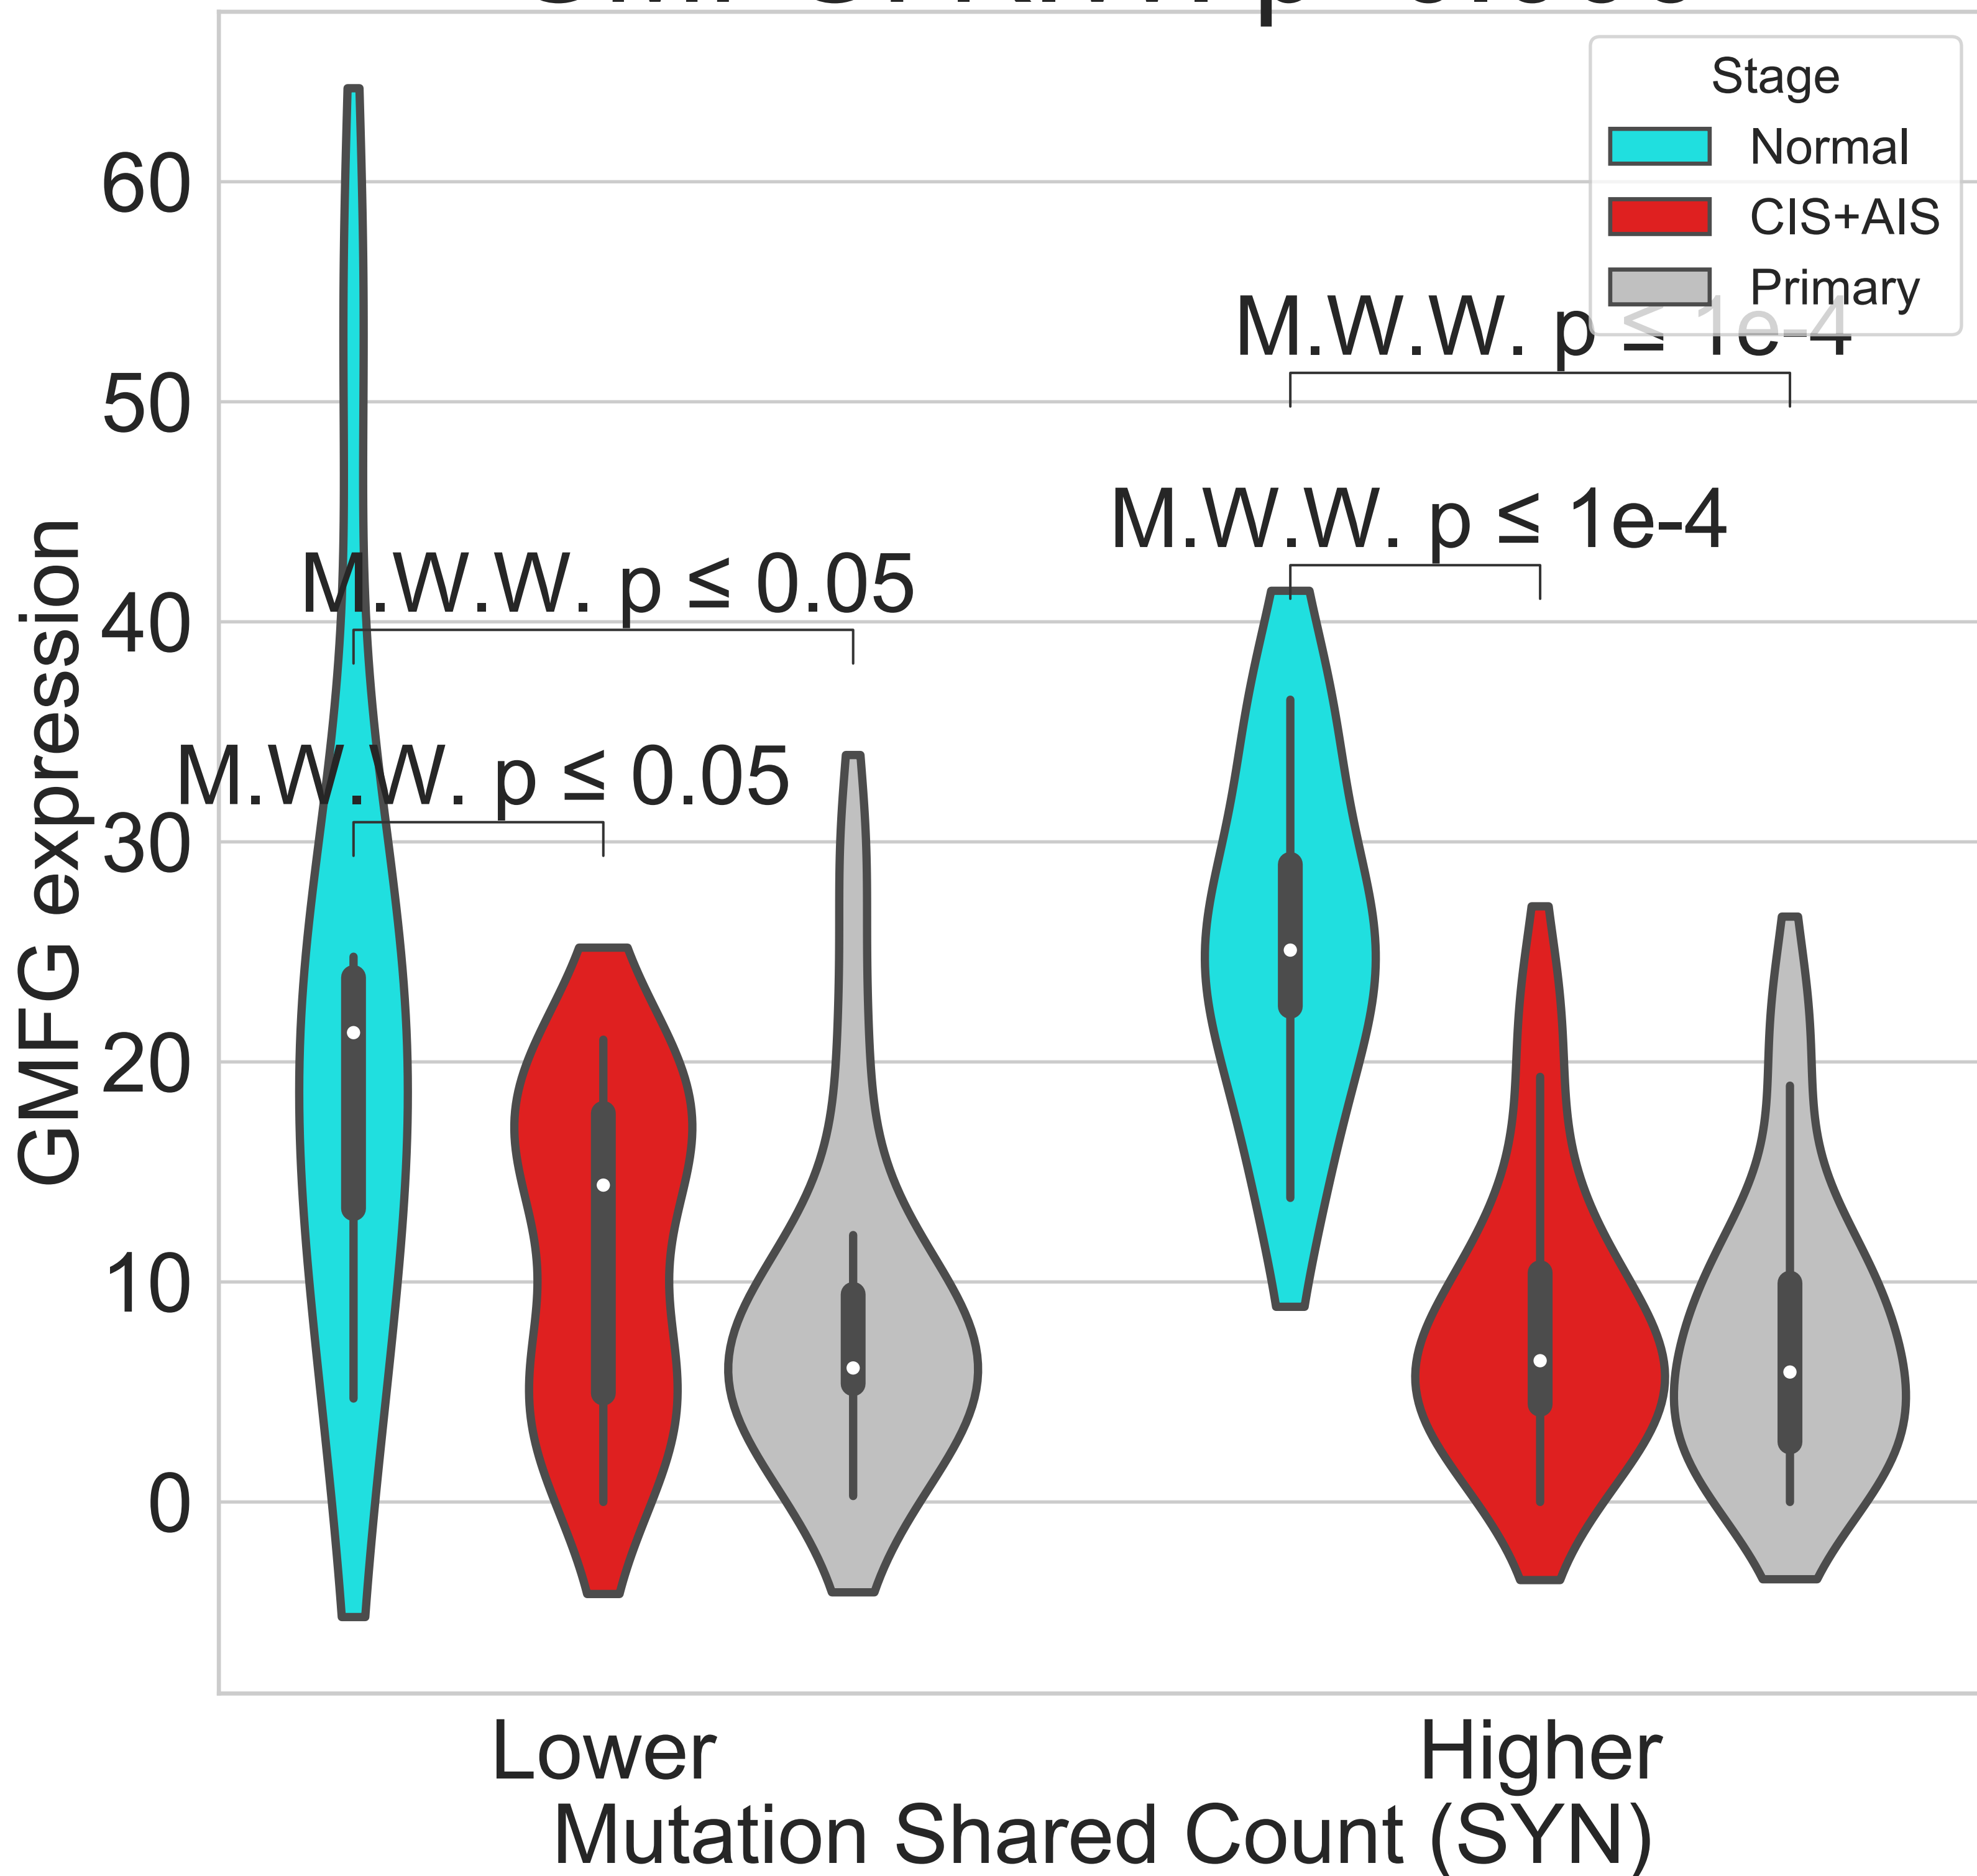 Stage
Normal
CIS+AIS
Primary
M.W.W. p ≤ 1e-4
M.W.W. p ≤ 1e-4
M.W.W. p ≤ 0.05
M.W.W. p ≤ 0.05
60
50
40
30
20
10
0
GMFG expression
Lower
Higher
Mutation Shared Count (SYN)